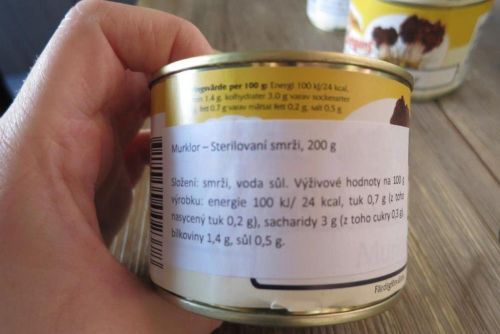 ngsvärde per 100 g: Energi 100 kJ/24 kcal,
n 1,4 g, kolhydrater 3,0 g varav sockerarter
g, fett 0,7 g varav mättat fett 0,2 g, salt 0,5 g
Murklor – Sterilovaní smrži, 200 g
Složení: smrži, voda sůl. Výživové hodnoty na 100 g
výrobku: energie 100 kJ/ 24 kcal, tuk 0,7 g (z toho
nasycený tuk 0,2 g), sacharidy 3 g (z toho cukry 0,3 g),
bílkoviny 1,4 g, sůl 0,5 g.